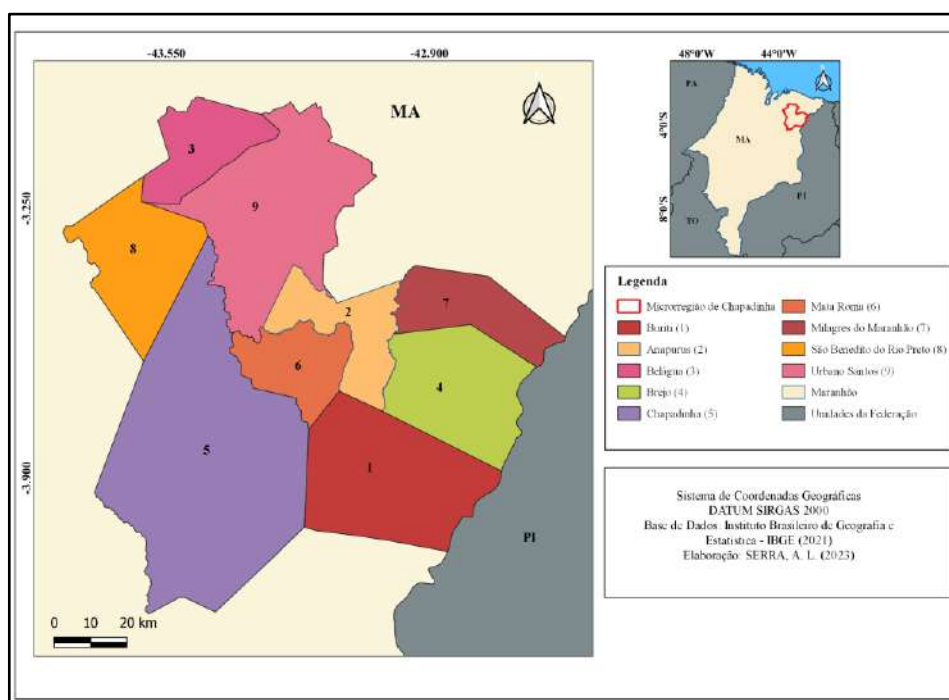 -43.550
-42.900
48°0'W 44°0'W
MA
PA
4°0'S
MA
3
-3.250
9
8
8°0'S
PI
TO
Legenda
2
7
Microrregião de Chapadinha
Mata Roma (6)
Buriti (1)
Milagres do Maranhão (7)
6
Anapurus (2)
São Benedito do Rio Preto (8)
4
Belágua (3)
Urbano Santos (9)
Brejo (4)
Maranhão
5
Chapadinha (5)
Unidades da Federação
-3.900
1
Sistema de Coordenadas Geográficas
DATUM SIRGAS 2000
PI
Base de Dados: Instituto Brasileiro de Geografia e
Estatística - IBGE (2021)
Elaboração: SERRA, A. L. (2023)
0 10 20 km